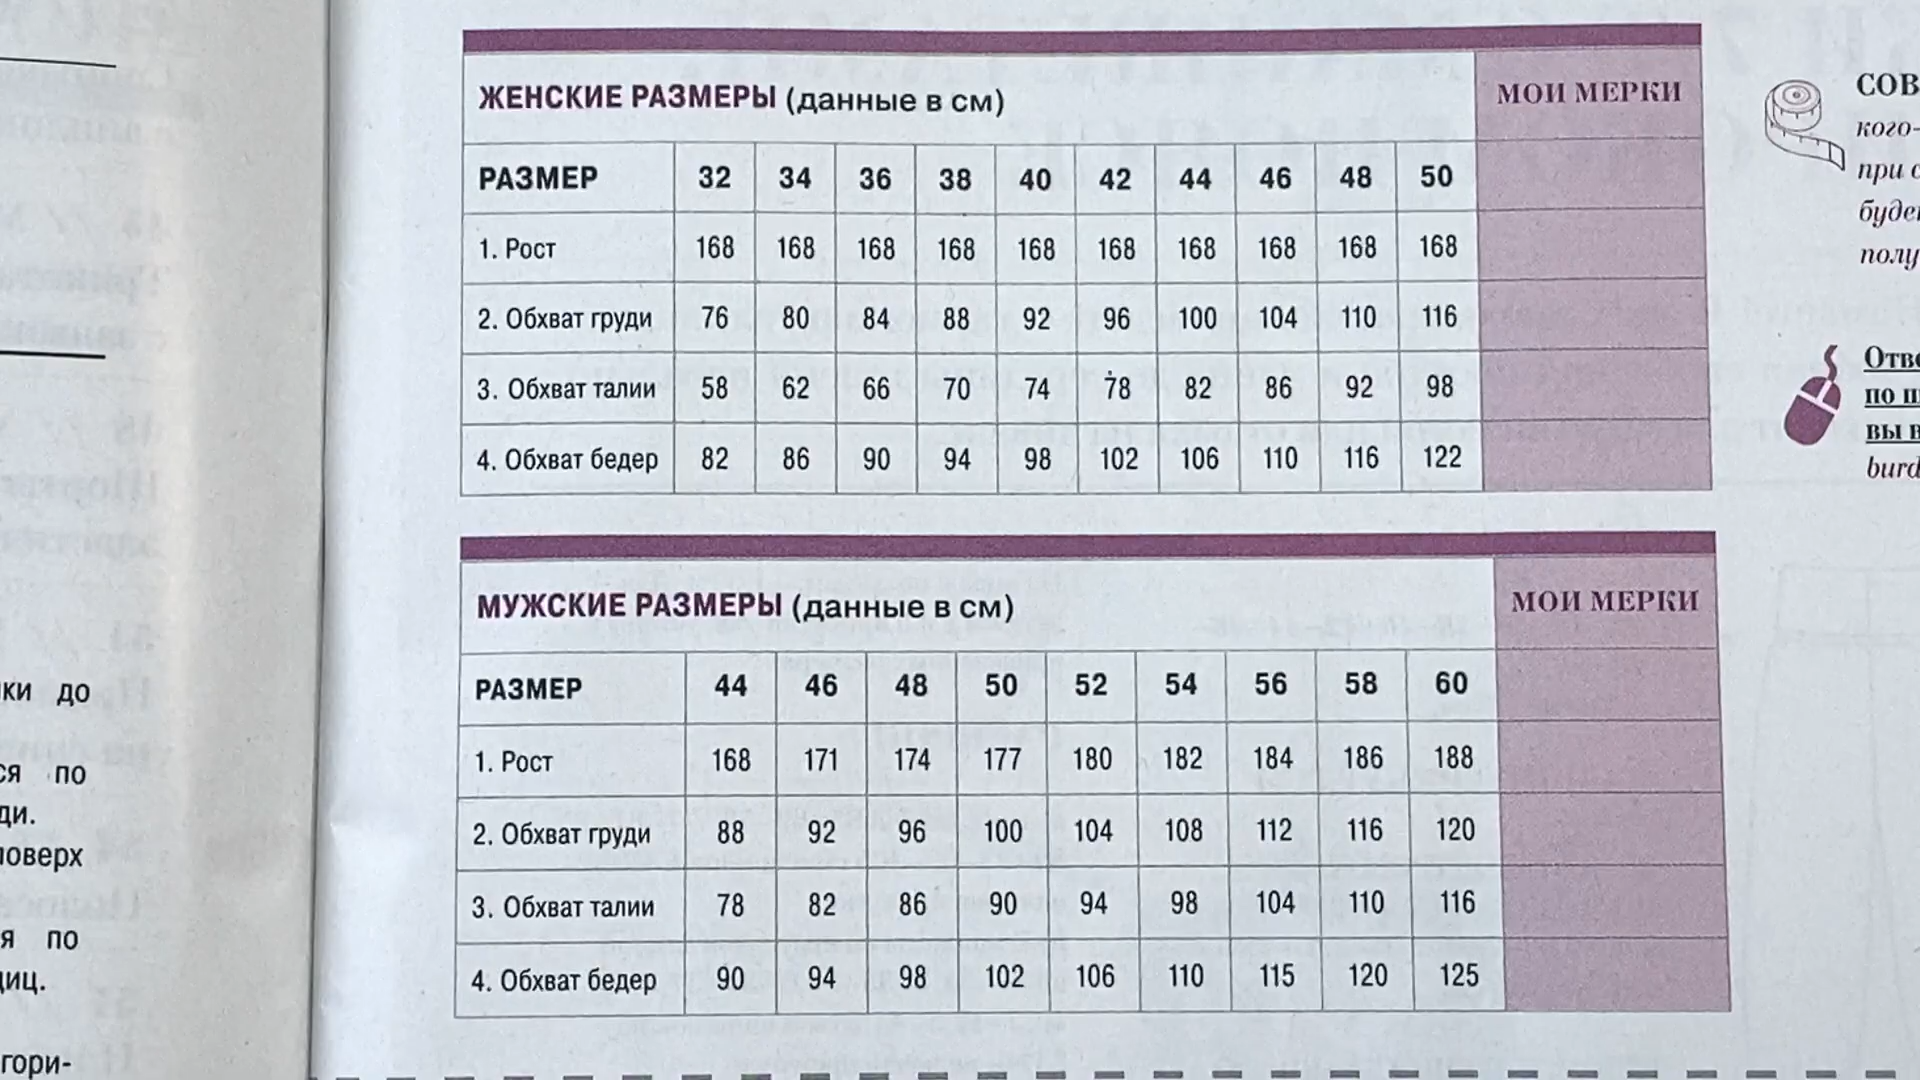 ЖЕНСКИЕ РАЗМЕРЫ (данные в см) МОИ МЕРКИ
РАЗМЕР 32 34 36 38 40 42 44 46 48 50
1. Рост 168 168 168 168 168 168 168 168 168 168
2. Обхват груди 76 80 84 88 92 96 100 104 110 116
3. Обхват талии 58 62 66 70 74 78 82 86 92 98
4. Обхват бедер 82 86 90 94 98 102 106 110 116 122
МУЖСКИЕ РАЗМЕРЫ (данные в см) МОИ МЕРКИ
РАЗМЕР 44 46 48 50 52 54 56 58 60
1. Рост 168 171 174 177 180 182 184 186 188
2. Обхват груди 88 92 96 100 104 108 112 116 120
3. Обхват талии 78 82 86 90 94 98 104 110 116
4. Обхват бедер 90 94 98 102 106 110 115 120 125
СОВ
кого-
при с
буде
полу
Отве
по ш
вы в
burd
ки до
ся по
ди.
поверх
я по
диц.
гори-